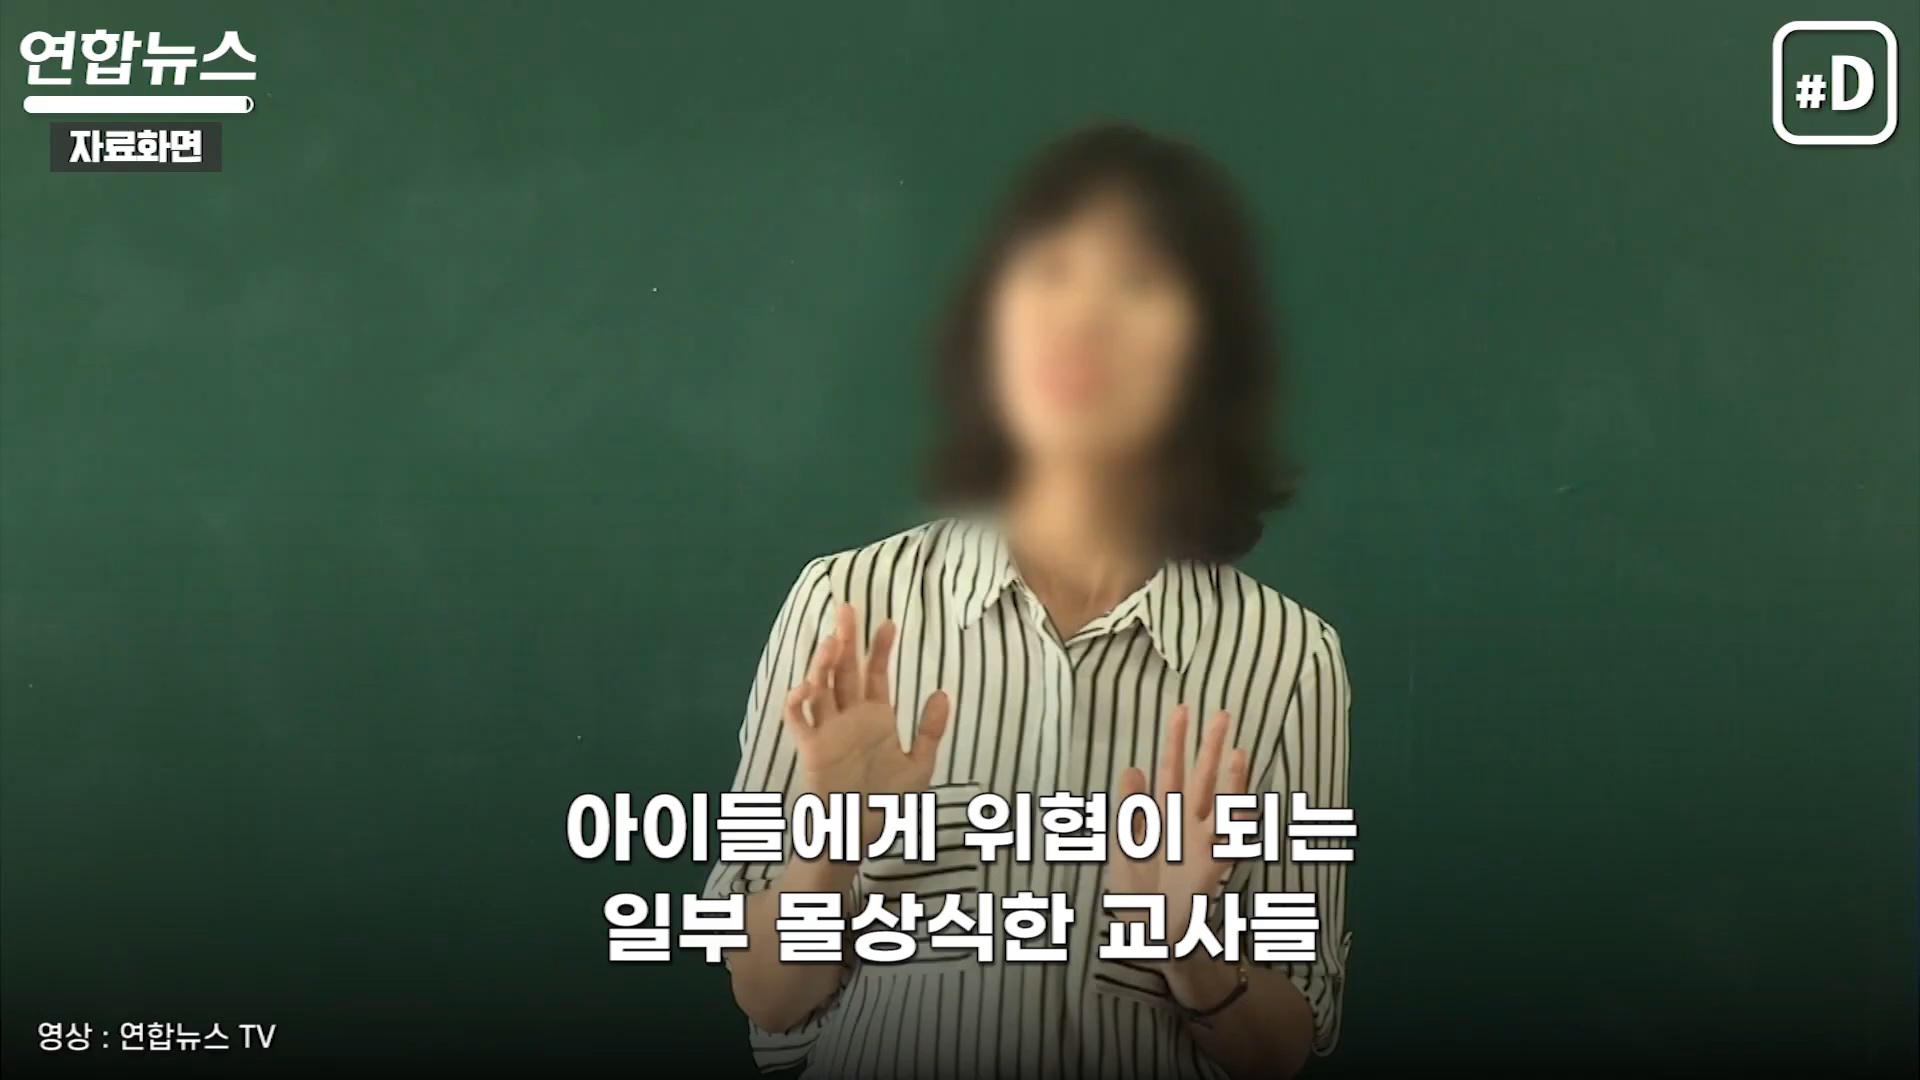 연합뉴스
자료화면
#D
아이들에게 위협이 되는
일부 몰상식한 교사들
영상 : 연합뉴스 TV